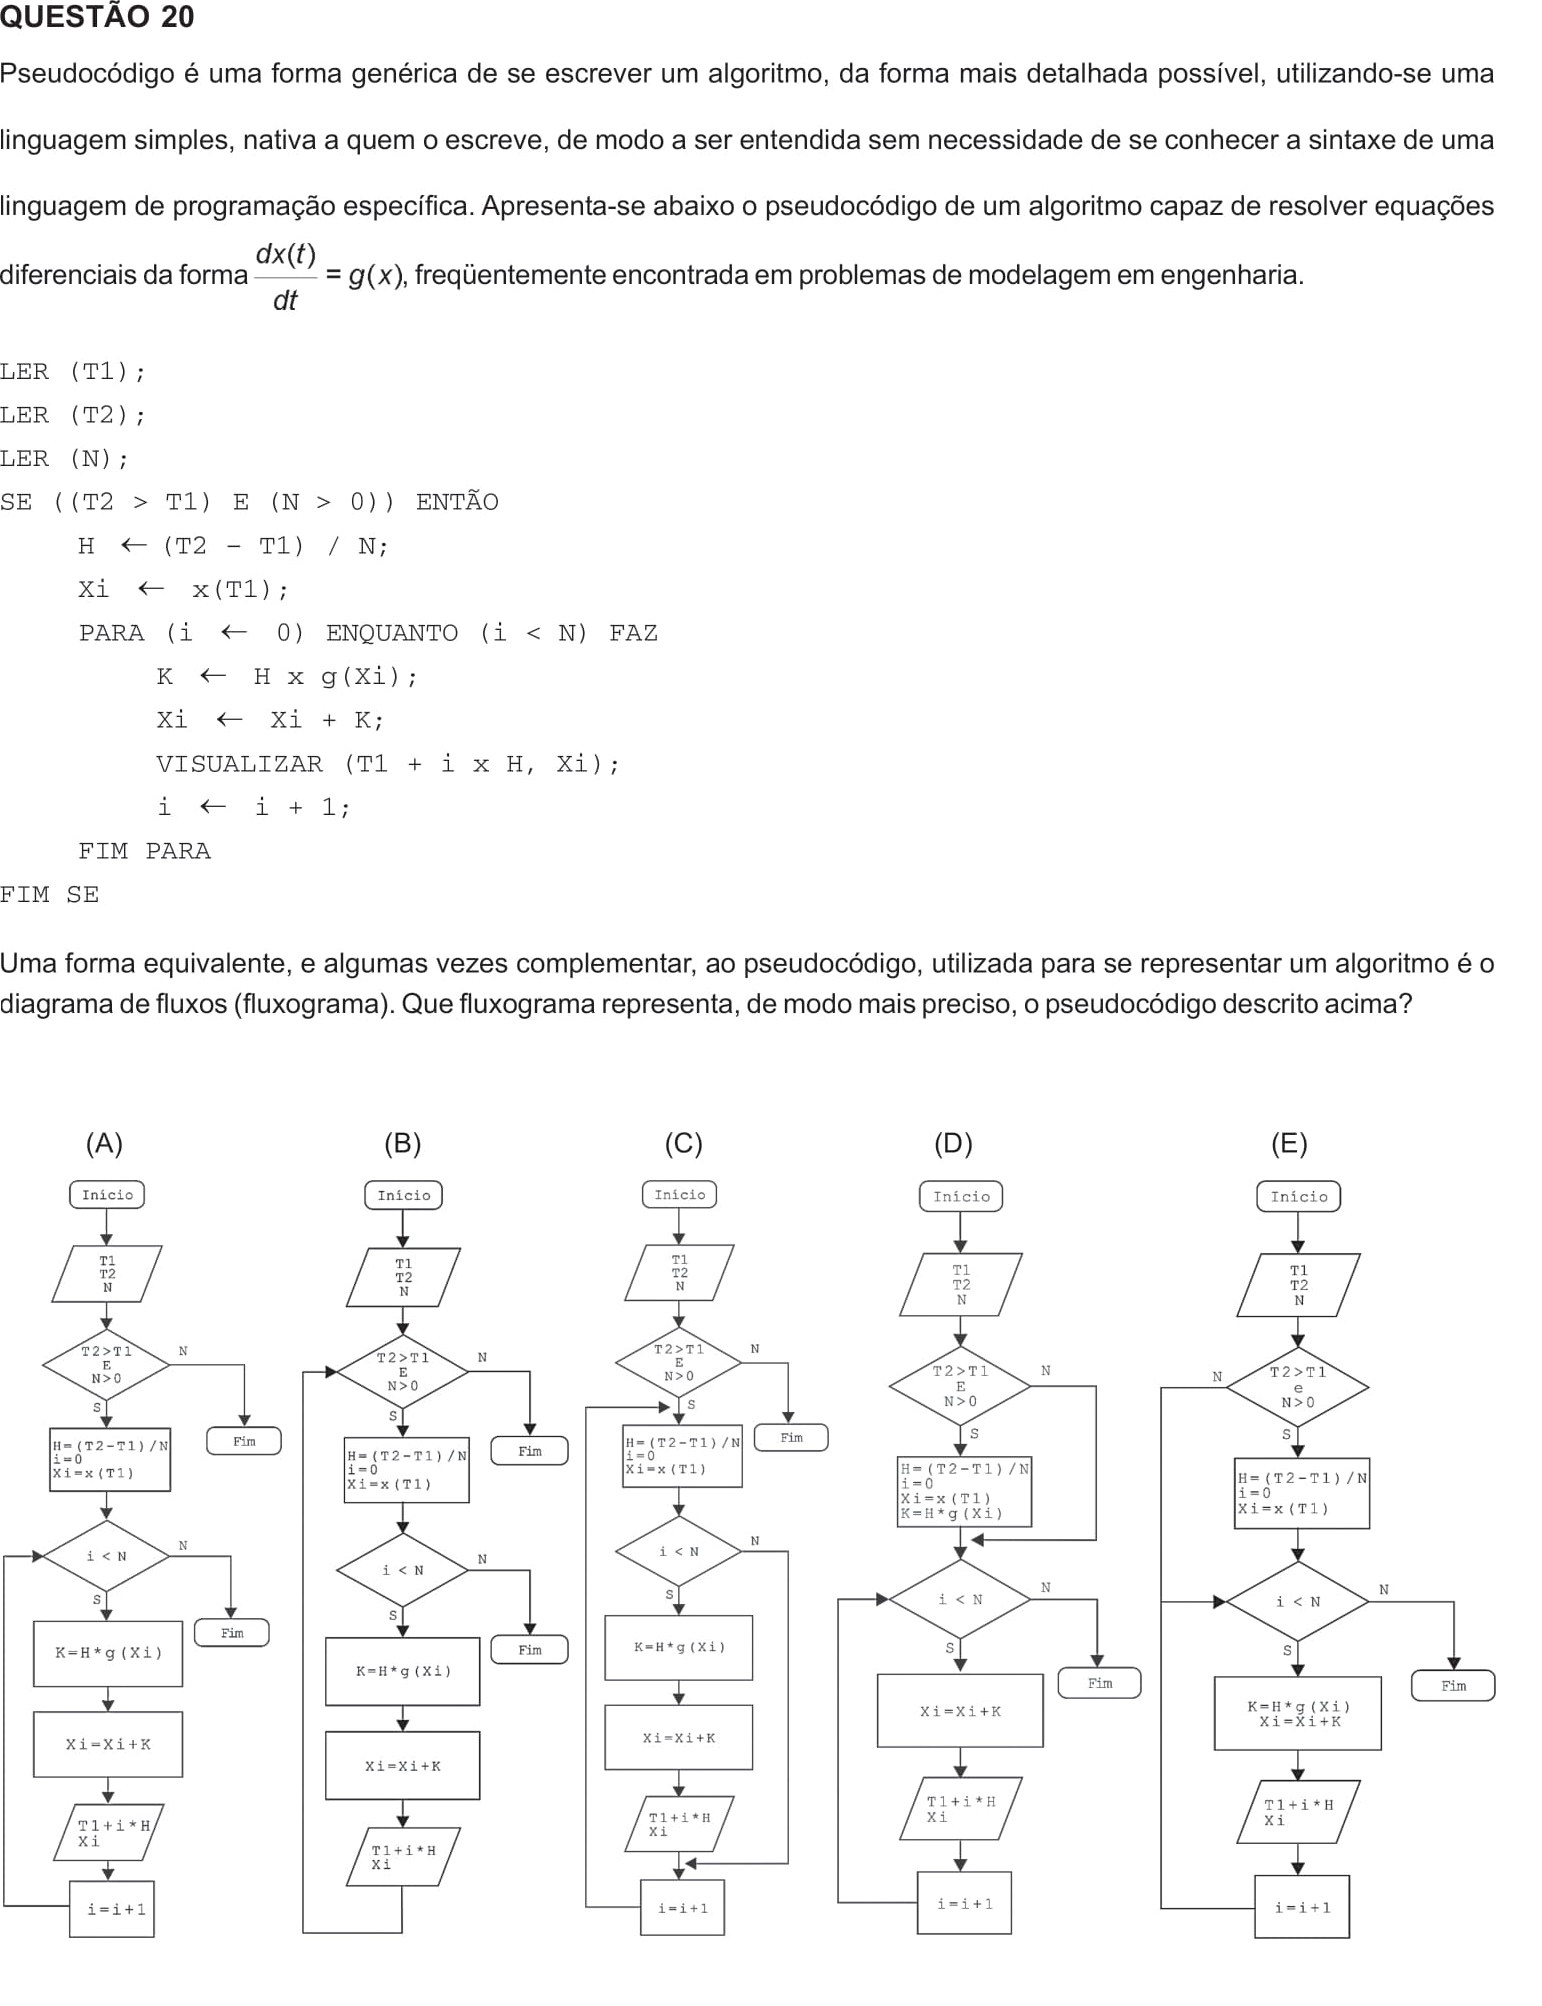 QUESTÃO 20
Pseudocódigo é uma forma genérica de se escrever um algoritmo, da forma mais detalhada possível, utilizando-se uma
linguagem simples, nativa a quem o escreve, de modo a ser entendida sem necessidade de se conhecer a sintaxe de uma
linguagem de programação específica. Apresenta-se abaixo o pseudocódigo de um algoritmo capaz de resolver equações
diferenciais da forma dx(t)/dt = g(x), freqüentemente encontrada em problemas de modelagem em engenharia.
LER (T1);
LER (T2);
LER (N);
SE ((T2 > T1) E (N > 0)) ENTÃO
H ← (T2 - T1) / N;
Xi ← x(T1);
PARA (i ← 0) ENQUANTO (i < N) FAZ
K ← H x g(Xi);
Xi ← Xi + K;
VISUALIZAR (T1 + i x H, Xi);
i ← i + 1;
FIM PARA
FIM SE
Uma forma equivalente, e algumas vezes complementar, ao pseudocódigo, utilizada para se representar um algoritmo é o
diagrama de fluxos (fluxograma). Que fluxograma representa, de modo mais preciso, o pseudocódigo descrito acima?
(A)
Início
T1
T2
N
T2>T1
E
N>0
N
S
Fim
H=(T2-T1)/N
i=0
Xi=x(T1)
i < N
N
S
Fim
K=H*g(Xi)
Xi=Xi+K
T1+i*H
Xi
i=i+1
(B)
Início
T1
T2
N
T2>T1
E
N>0
N
S
Fim
H=(T2-T1)/N
i=0
Xi=x(T1)
i < N
N
S
Fim
K=H*g(Xi)
Xi=Xi+K
T1+i*H
Xi
(C)
Início
T1
T2
N
T2>T1
E
N>0
N
S
Fim
H=(T2-T1)/N
i=0
Xi=x(T1)
i < N
N
S
K=H*g(Xi)
Xi=Xi+K
T1+i*H
Xi
i=i+1
(D)
Início
T1
T2
N
T2>T1
E
N>0
N
S
H=(T2-T1)/N
i=0
Xi=x(T1)
K=H*g(Xi)
i < N
N
S
Fim
Xi=Xi+K
T1+i*H
Xi
i=i+1
(E)
Início
T1
T2
N
T2>T1
e
N>0
N
S
H=(T2-T1)/N
i=0
Xi=x(T1)
i < N
N
S
Fim
K=H*g(Xi)
Xi=Xi+K
T1+i*H
Xi
i=i+1